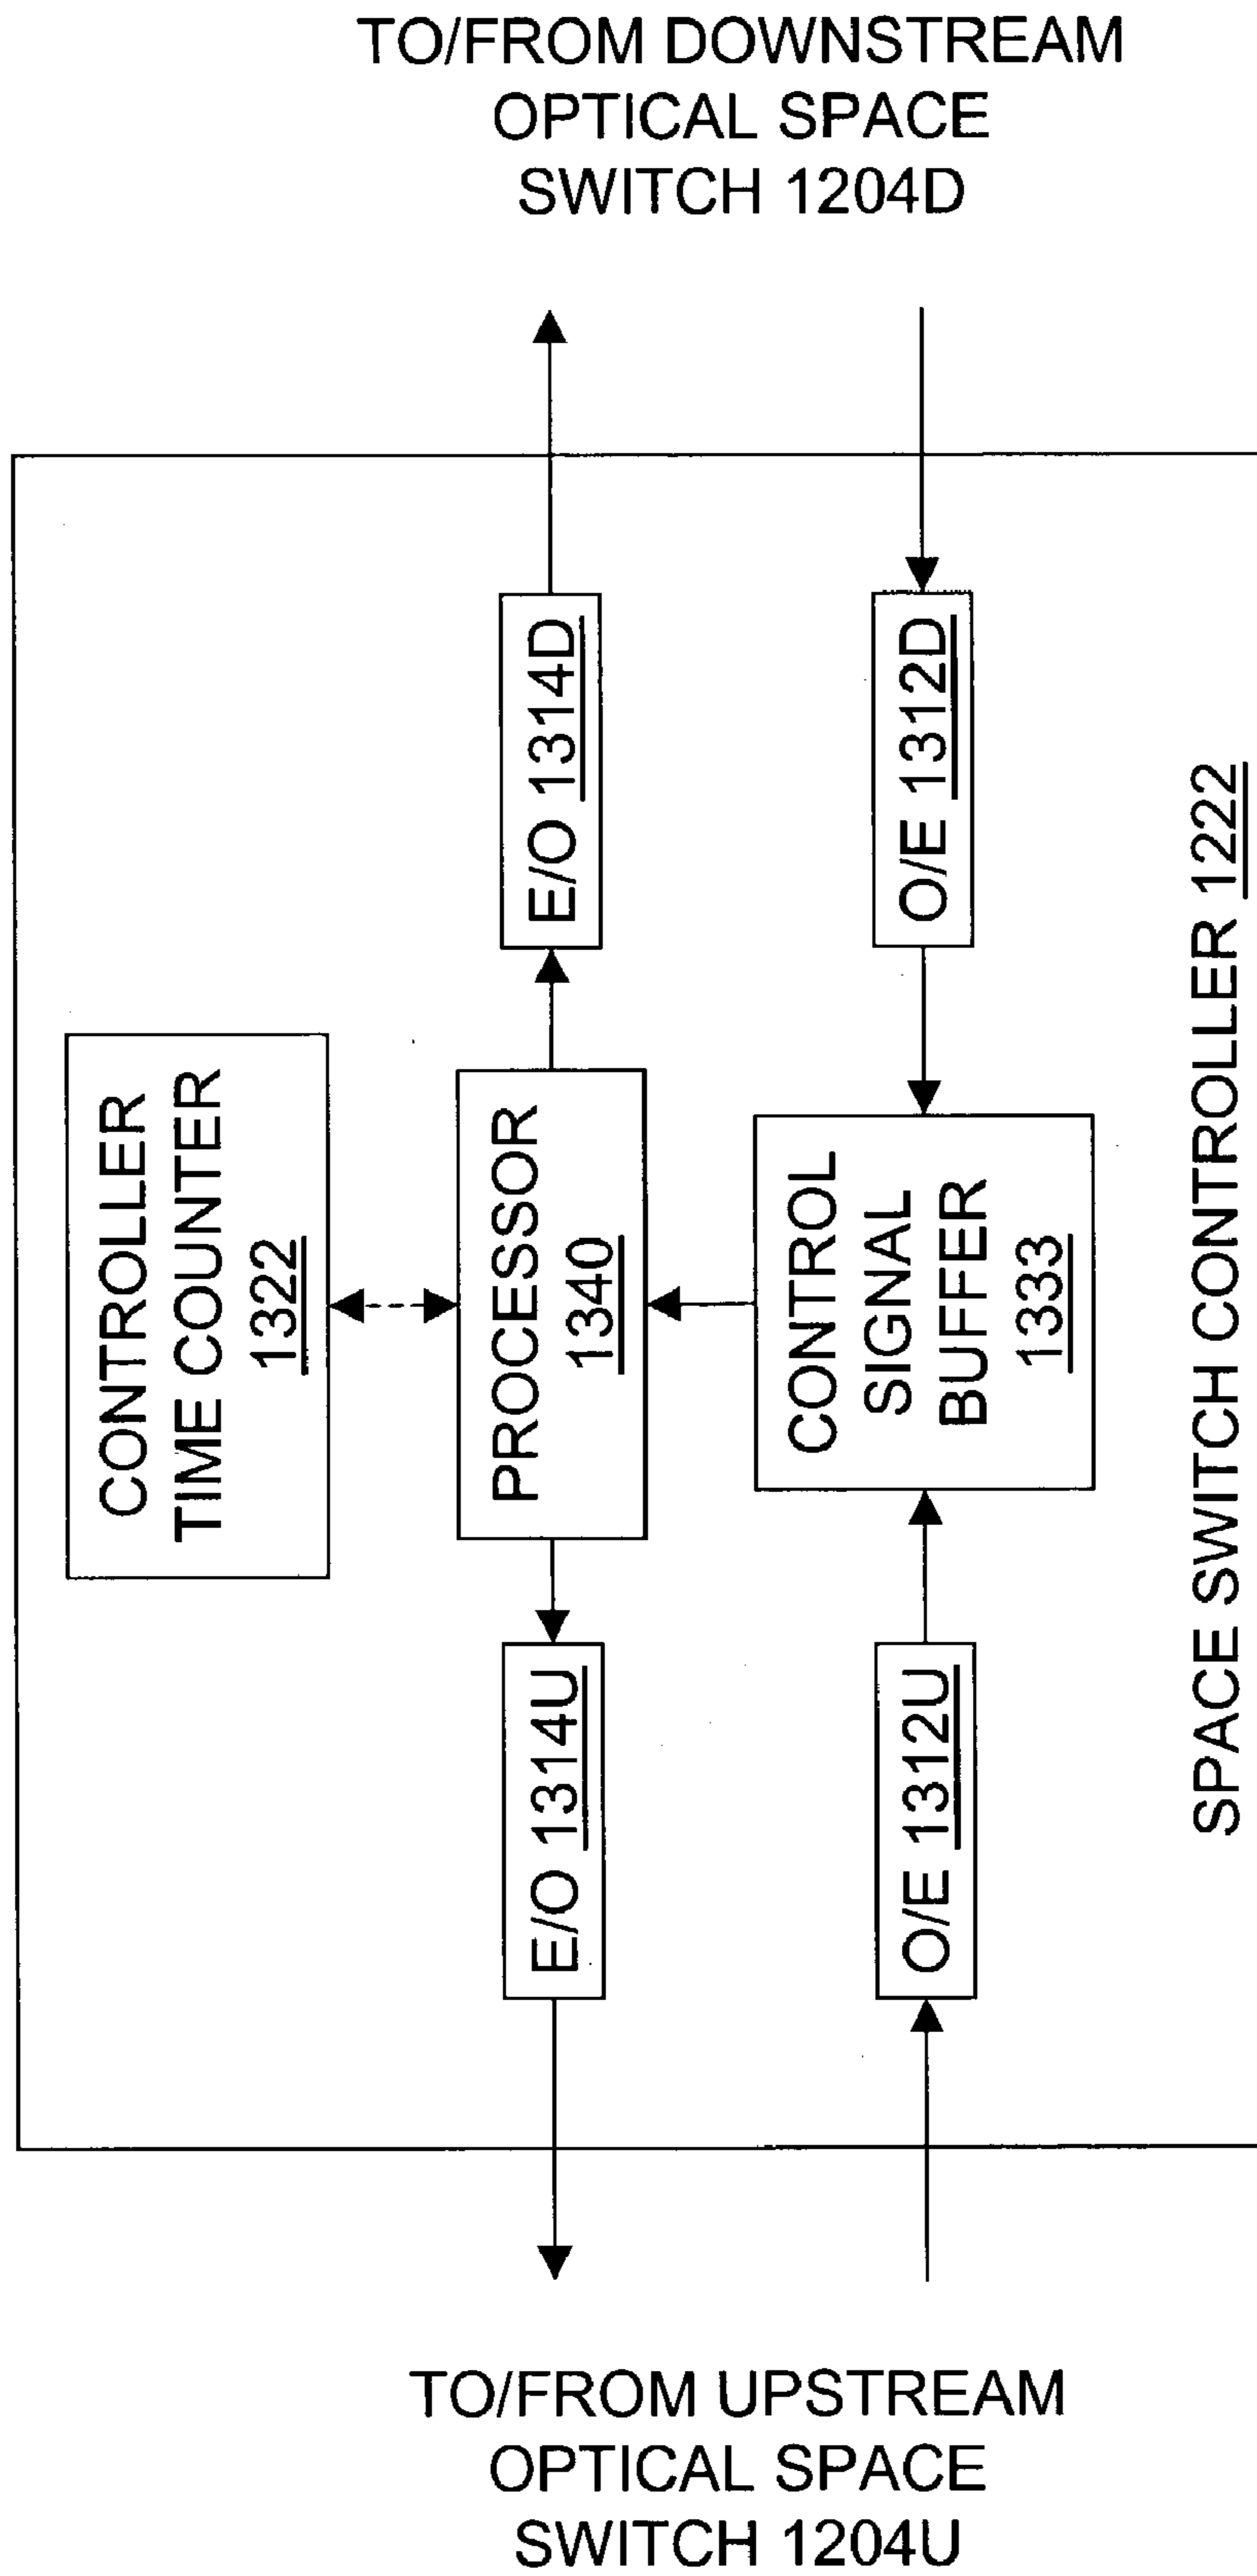 TO/FROM DOWNSTREAM
OPTICAL SPACE
SWITCH 1204D
CONTROLLER
TIME COUNTER
1322
E/O 1314U
PROCESSOR
1340
E/O 1314D
O/E 1312U
CONTROL
SIGNAL
BUFFER
1333
O/E 1312D
SPACE SWITCH CONTROLLER 1222
TO/FROM UPSTREAM
OPTICAL SPACE
SWITCH 1204U